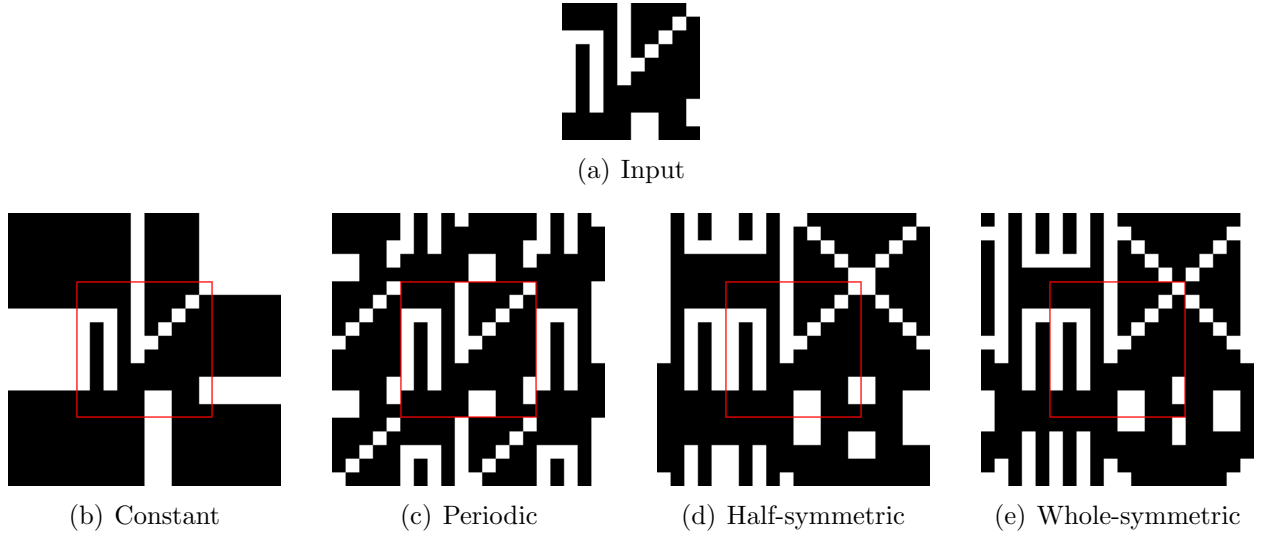 (a) Input
(b) Constant
(c) Periodic
(d) Half-symmetric
(e) Whole-symmetric